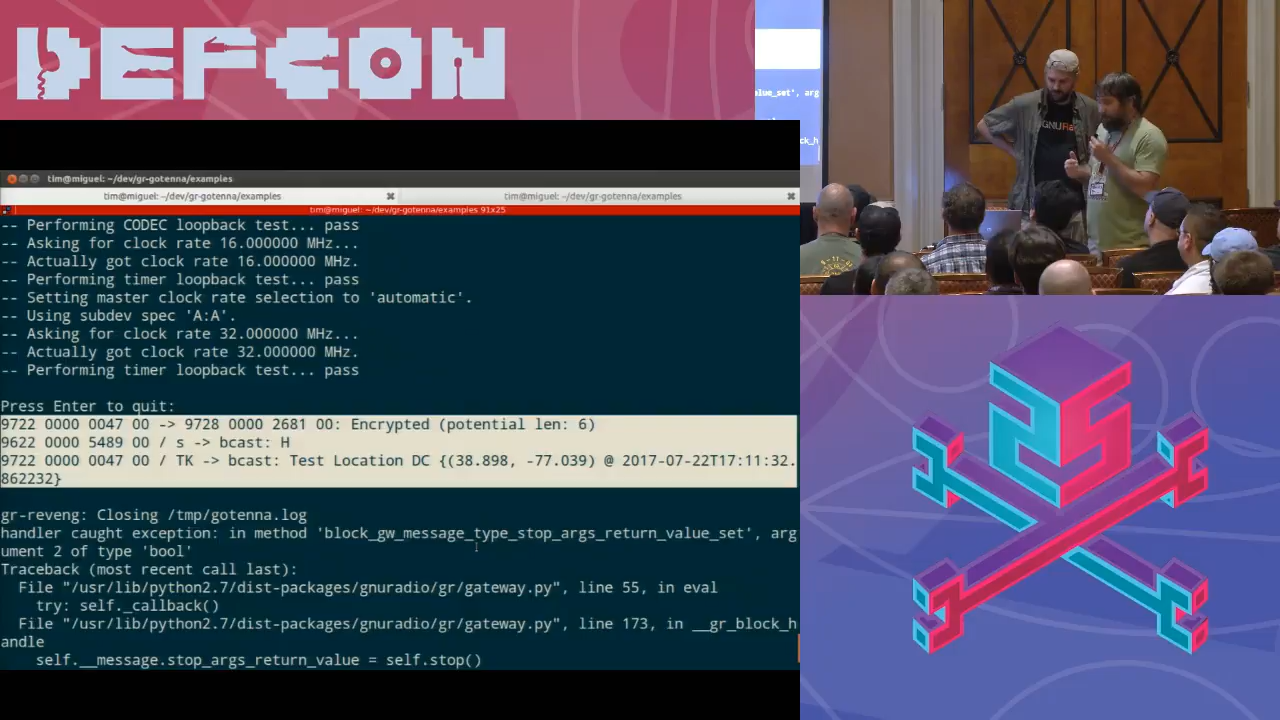 DEFCON
tim@miguel: ~/dev/gr-gotenna/examples
tim@miguel: ~/dev/gr-gotenna/examples
tim@miguel: ~/dev/gr-gotenna/examples
tim@miguel: ~/dev/gr-gotenna/examples 91x25
-- Performing CODEC loopback test... pass
-- Asking for clock rate 16.000000 MHz...
-- Actually got clock rate 16.000000 MHz.
-- Performing timer loopback test... pass
-- Setting master clock rate selection to 'automatic'.
-- Using subdev spec 'A:A'.
-- Asking for clock rate 32.000000 MHz...
-- Actually got clock rate 32.000000 MHz.
-- Performing timer loopback test... pass
Press Enter to quit:
9722 0000 0047 00 -> 9728 0000 2681 00: Encrypted (potential len: 6)
9622 0000 5489 00 / s -> bcast: H
9722 0000 0047 00 / TK -> bcast: Test Location DC {(38.898, -77.039) @ 2017-07-22T17:11:32.
862232}
gr-reveng: Closing /tmp/gotenna.log
handler caught exception: in method 'block_gw_message_type_stop_args_return_value_set', arg
ument 2 of type 'bool'
Traceback (most recent call last):
File "/usr/lib/python2.7/dist-packages/gnuradio/gr/gateway.py", line 55, in eval
try: self._callback()
File "/usr/lib/python2.7/dist-packages/gnuradio/gr/gateway.py", line 173, in __gr_block_h
andle
self.__message.stop_args_return_value = self.stop()
alue_set', arg
ck_h
25